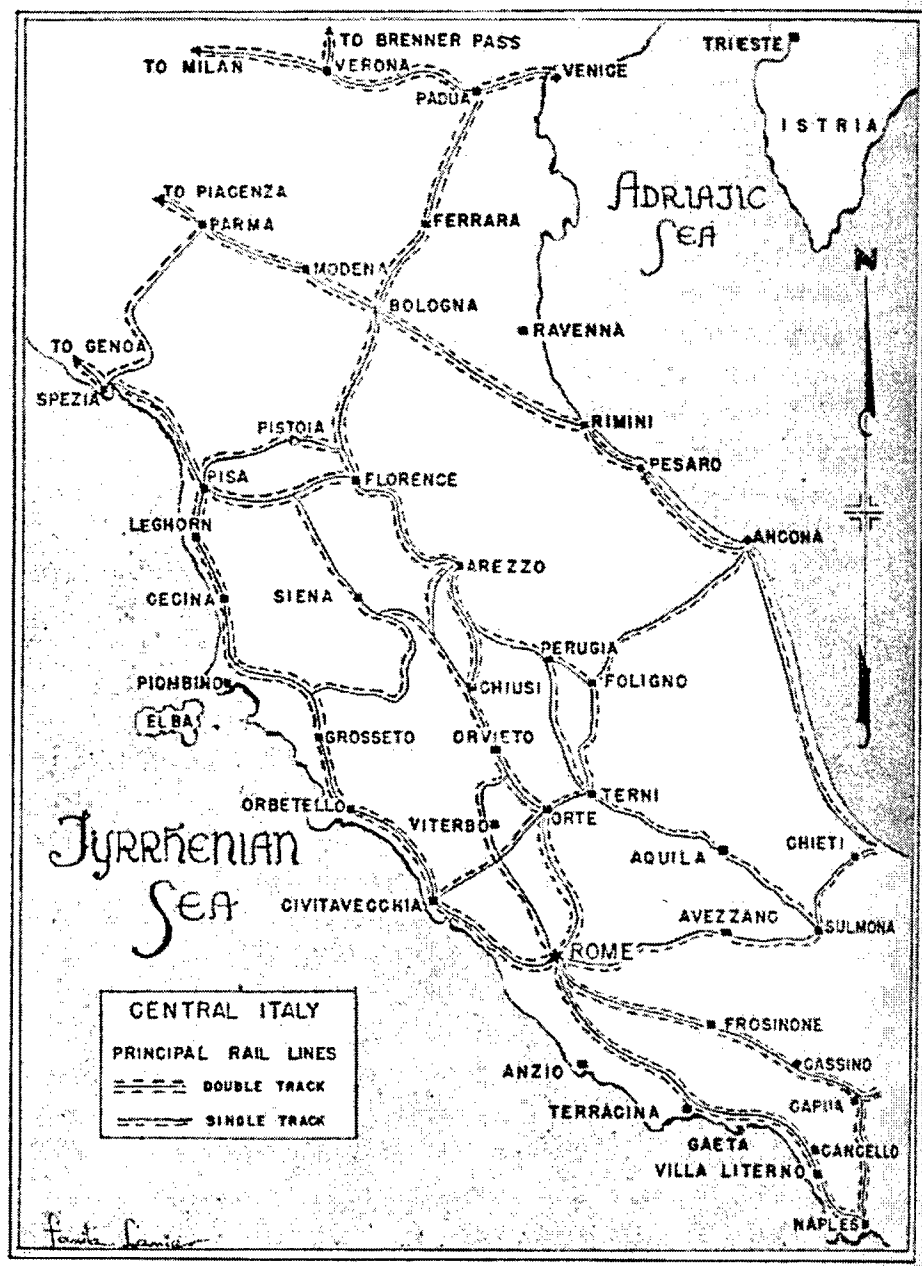 TO BRENNER PASS
TRIESTE
TO MILAN
VERONA
VENICE
PADUA
ISTRIA
TO PIACENZA
ADRIAJIC
SEA
PARMA
FERRARA
N
MODENA
BOLOGNA
RAVENNA
TO GENOA
SPEZIA
PISTOIA
RIMINI
PISA
FLORENCE
PESARO
LEGHORN
ANCONA
AREZZO
CECINA
SIENA
PERUGIA
PIOMBINO
CHIUSI
FOLIGNO
ELBA
GROSSETO
ORVIETO
ORBETELLO
VITERBO
ORTE
TERNI
JYRRHENIAN
SEA
AQUILA
CHIETI
CIVITAVECCHIA
AVEZZANO
SULMONA
ROME
CENTRAL ITALY
PRINCIPAL RAIL LINES
DOUBLE TRACK
SINGLE TRACK
FROSINONE
ANZIO
CASSINO
TERRACINA
CAPUA
GAETA
CANCELLO
VILLA LITERNO
NAPLES